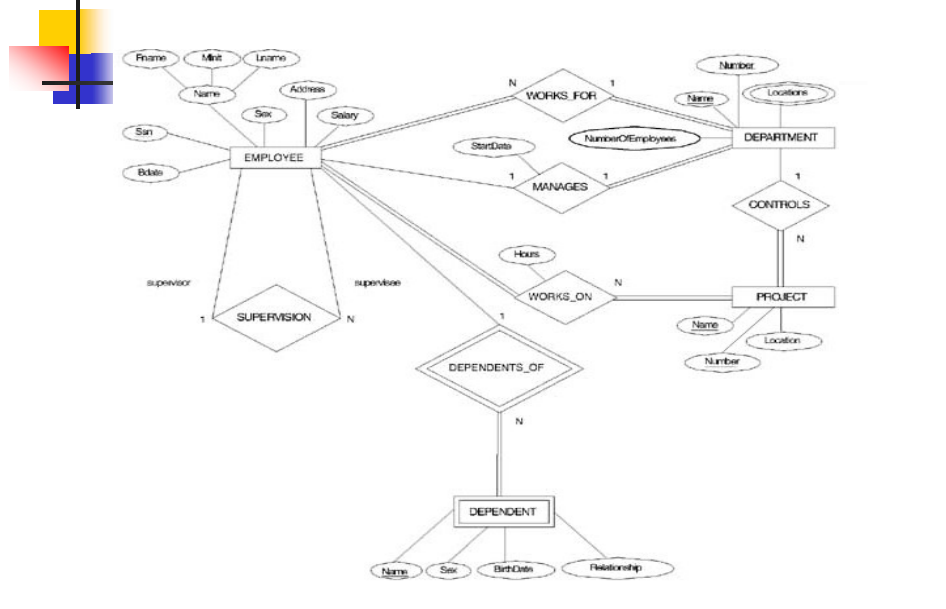 Fname
Minit
Lname
Number
Name
Address
N
1
WORKS_FOR
Name
Locations
Sex
Salary
Ssn
NumberOfEmployees
DEPARTMENT
StartDate
EMPLOYEE
Bdate
1
MANAGES
1
1
CONTROLS
N
Hours
supervisor
supervisee
N
WORKS_ON
PROJECT
1
SUPERVISION
N
1
Name
Location
Number
DEPENDENTS_OF
N
DEPENDENT
Name
Sex
BirthDate
Relationship